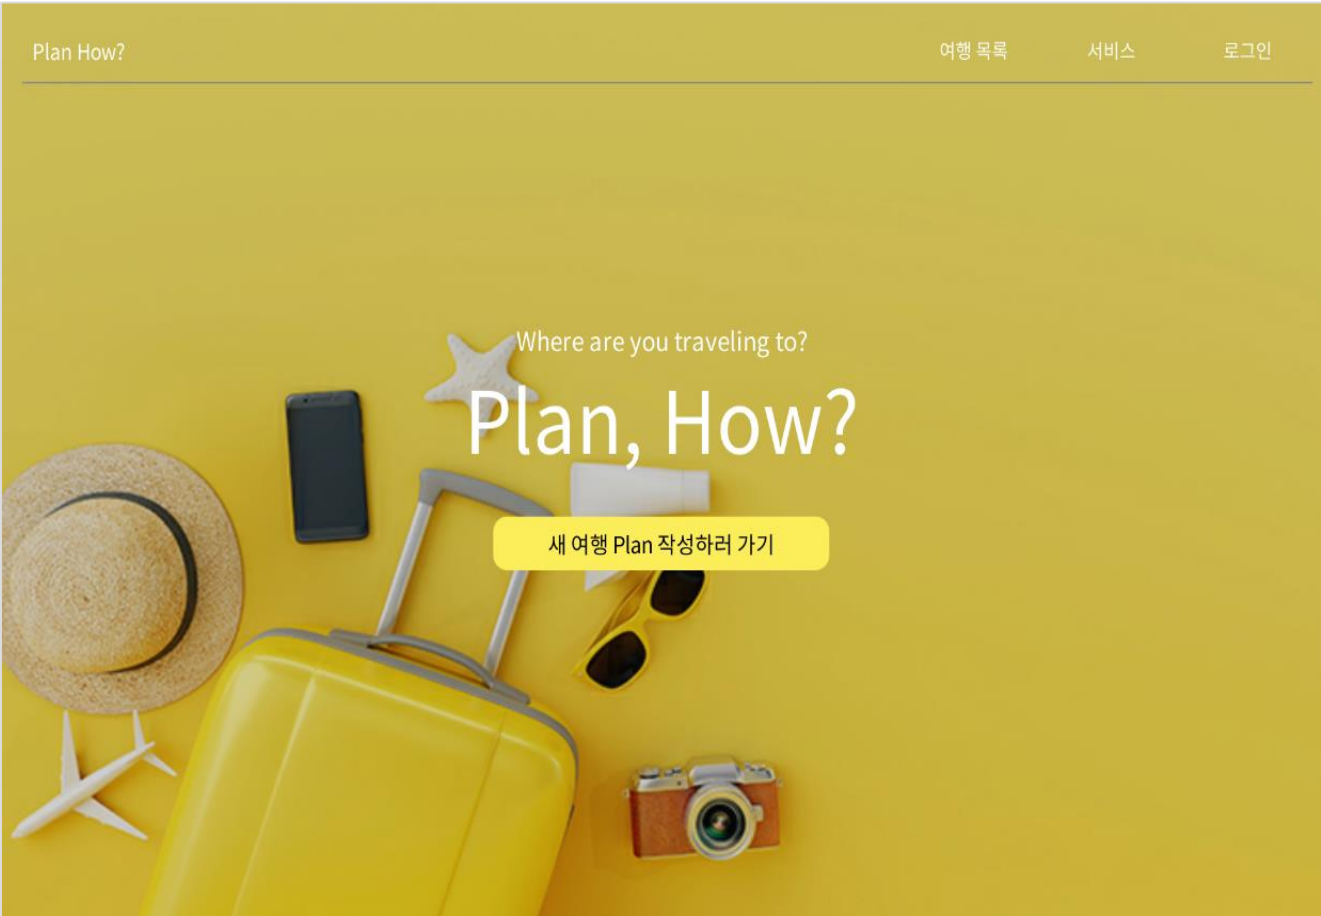 Plan How?
여행 목록
서비스
로그인
Where are you traveling to?
Plan, How?
새 여행 Plan 작성하러 가기